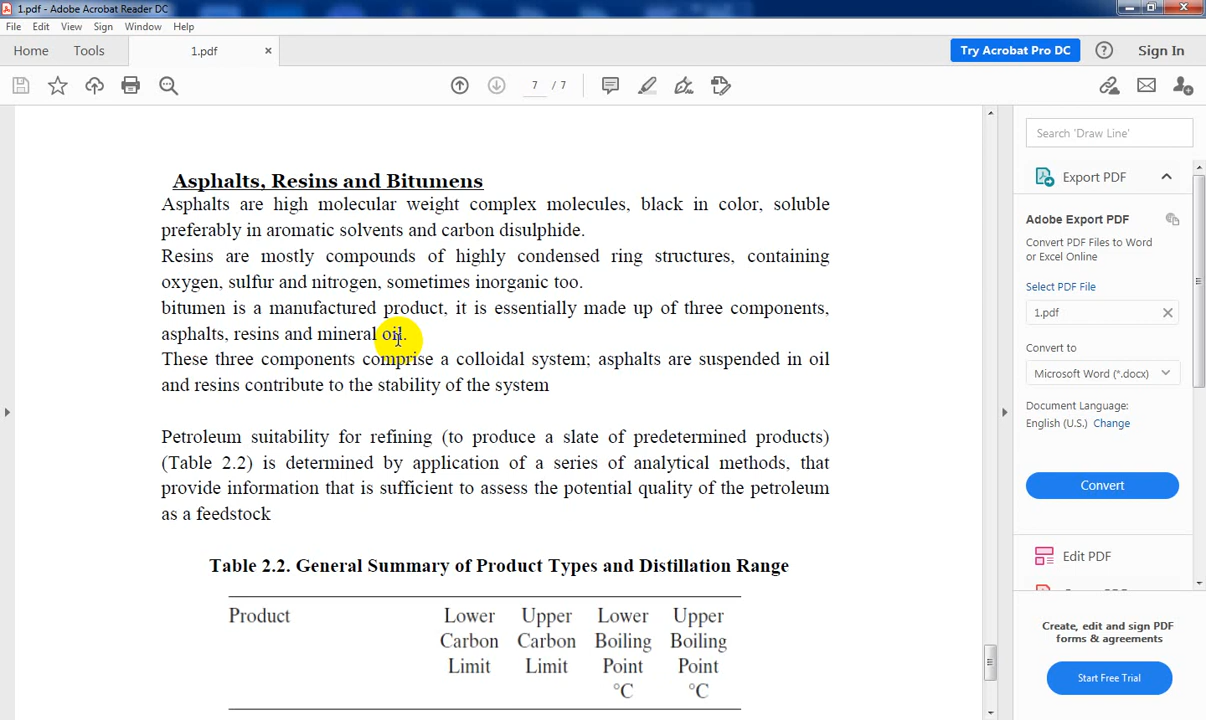 1.pdf - Adobe Acrobat Reader DC
File Edit View Sign Window Help
Home Tools 1.pdf × Try Acrobat Pro DC ? Sign In
7 / 7
Asphalts, Resins and Bitumens
Asphalts are high molecular weight complex molecules, black in color, soluble
preferably in aromatic solvents and carbon disulphide.
Resins are mostly compounds of highly condensed ring structures, containing
oxygen, sulfur and nitrogen, sometimes inorganic too.
bitumen is a manufactured product, it is essentially made up of three components,
asphalts, resins and mineral oil.
These three components comprise a colloidal system; asphalts are suspended in oil
and resins contribute to the stability of the system
Petroleum suitability for refining (to produce a slate of predetermined products)
(Table 2.2) is determined by application of a series of analytical methods, that
provide information that is sufficient to assess the potential quality of the petroleum
as a feedstock
Table 2.2. General Summary of Product Types and Distillation Range
Product Lower Upper Lower Upper
Carbon Carbon Boiling Boiling
Limit Limit Point Point
°C °C
Search 'Draw Line'
Export PDF
Adobe Export PDF
Convert PDF Files to Word
or Excel Online
Select PDF File
1.pdf ×
Convert to
Microsoft Word (*.docx)
Document Language:
English (U.S.) Change
Convert
Edit PDF
Create, edit and sign PDF
forms & agreements
Start Free Trial